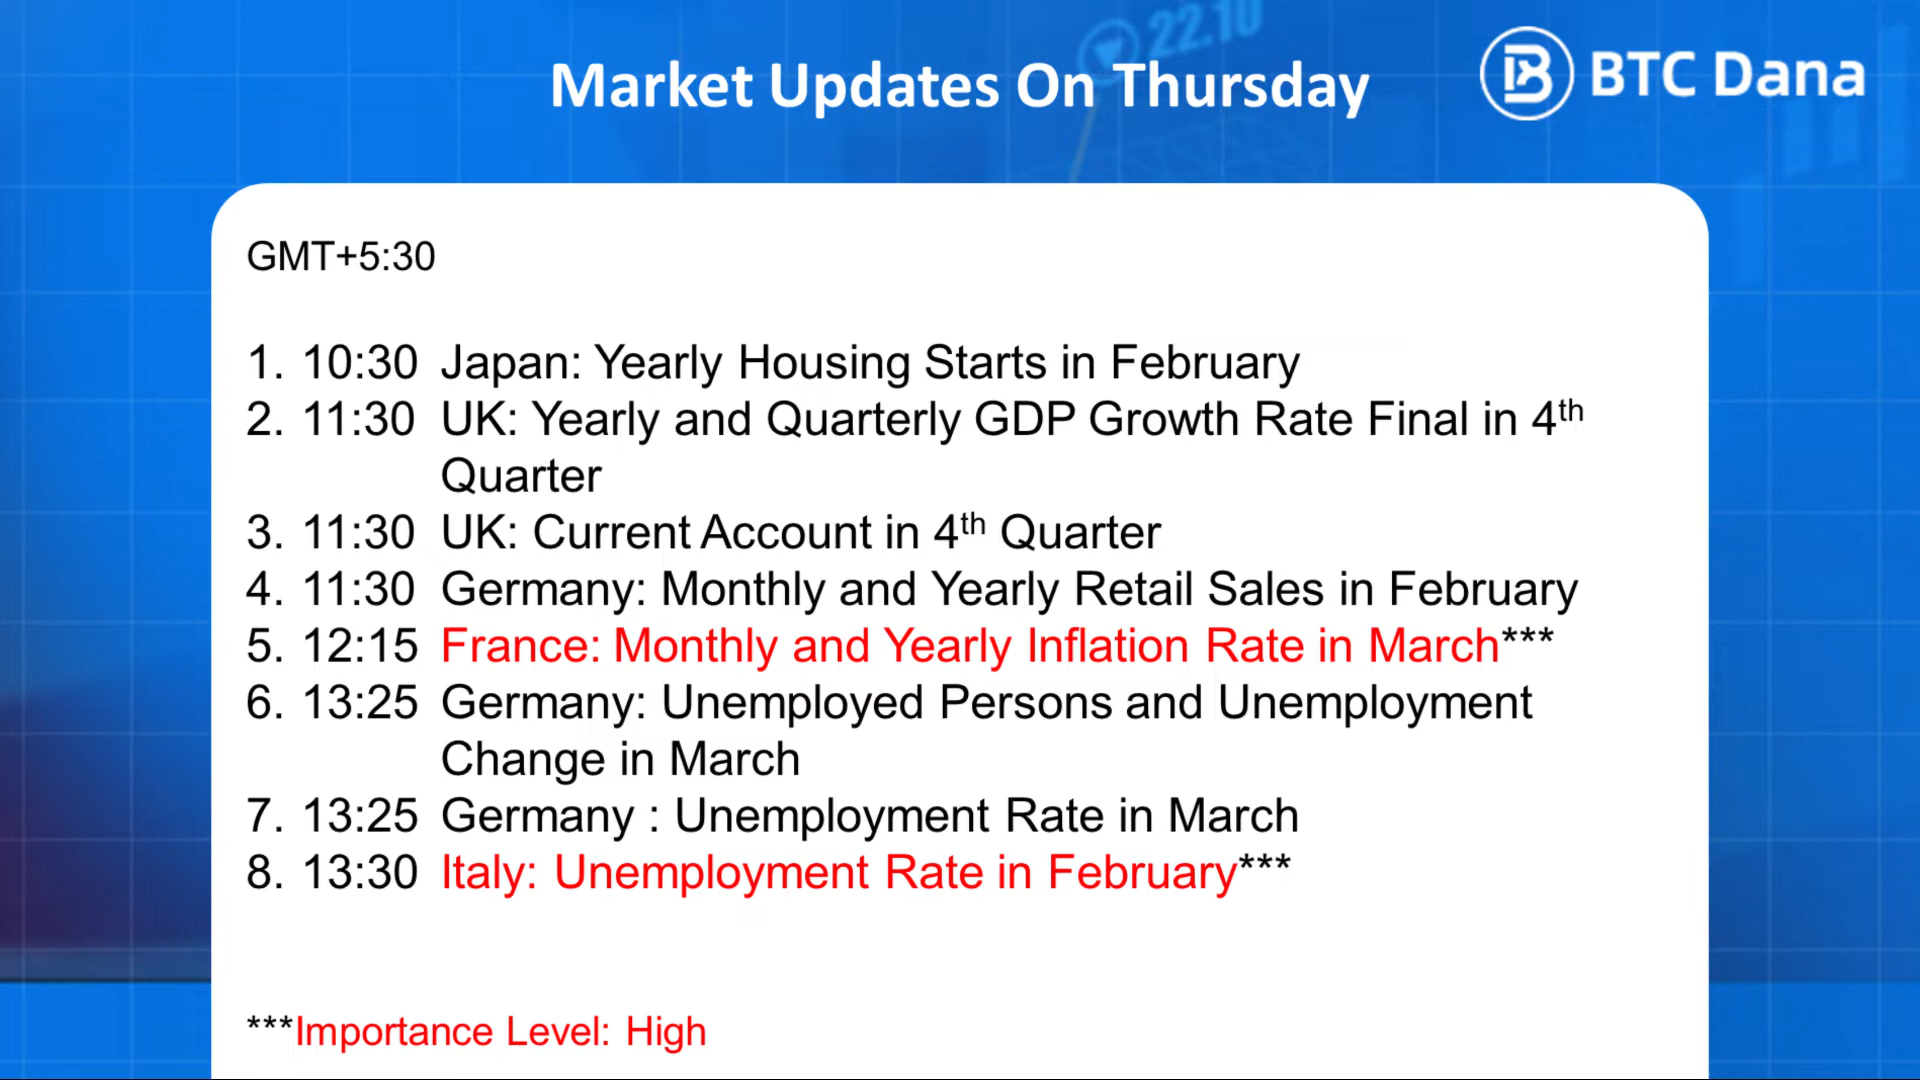 22.10
Market Updates On Thursday
BTC Dana
GMT+5:30
1. 10:30 Japan: Yearly Housing Starts in February
2. 11:30 UK: Yearly and Quarterly GDP Growth Rate Final in 4th
Quarter
3. 11:30 UK: Current Account in 4th Quarter
4. 11:30 Germany: Monthly and Yearly Retail Sales in February
5. 12:15 France: Monthly and Yearly Inflation Rate in March***
6. 13:25 Germany: Unemployed Persons and Unemployment
Change in March
7. 13:25 Germany : Unemployment Rate in March
8. 13:30 Italy: Unemployment Rate in February***
***Importance Level: High